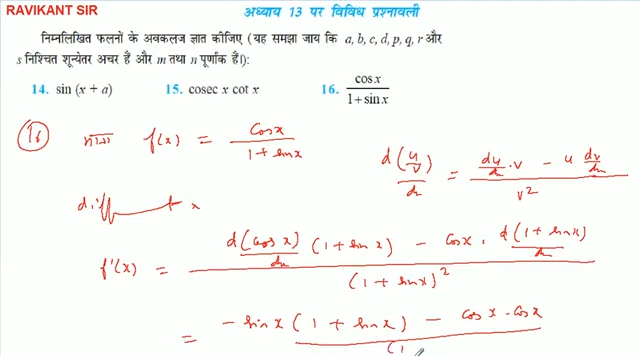 RAVIKANT SIR
अध्याय 13 पर विविध प्रश्नावली
निम्नलिखित फलनों के अवकलज ज्ञात कीजिए (यह समझा जाय कि a, b, c, d, p, q, r और
s निश्चित शून्येतर अचर हैं और m तथा n पूर्णांक हैं।):
14. sin (x + a) 15. cosec x cot x 16. cos x / (1 + sin x)
(16) माना f(x) = cos x / (1 + sin x)
d(u/v)/dx = (du/dx · v − u dv/dx) / v²
diff x
f'(x) = (d(cos x)/dx (1 + sin x) − cos x · d(1 + sin x)/dx) / (1 + sin x)²
= (− sin x (1 + sin x) − cos x · cos x) / (1